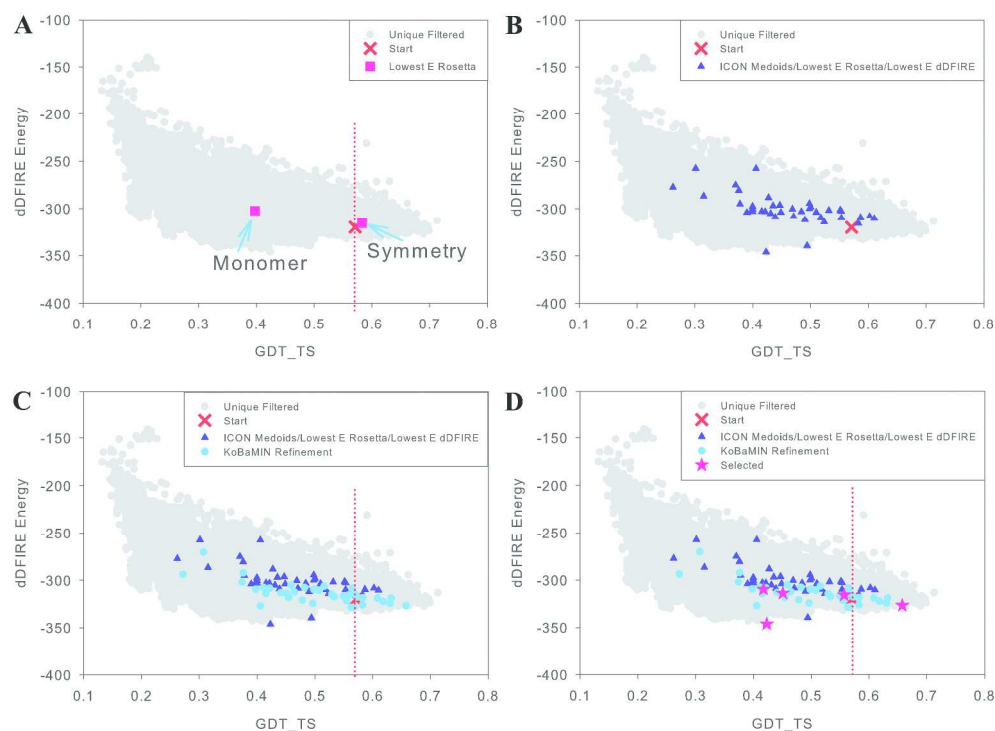 A
-100
-150
-200
-250
-300
-350
-400
dDFIRE Energy
0.1 0.2 0.3 0.4 0.5 0.6 0.7 0.8
GDT_TS
Unique Filtered
Start
Lowest E Rosetta
Monomer
Symmetry
B
-100
-150
-200
-250
-300
-350
-400
dDFIRE Energy
0.1 0.2 0.3 0.4 0.5 0.6 0.7 0.8
GDT_TS
Unique Filtered
Start
ICON Medoids/Lowest E Rosetta/Lowest E dDFIRE
C
-100
-150
-200
-250
-300
-350
-400
dDFIRE Energy
0.1 0.2 0.3 0.4 0.5 0.6 0.7 0.8
GDT_TS
Unique Filtered
Start
ICON Medoids/Lowest E Rosetta/Lowest E dDFIRE
KoBaMIN Refinement
D
-100
-150
-200
-250
-300
-350
-400
dDFIRE Energy
0.1 0.2 0.3 0.4 0.5 0.6 0.7 0.8
GDT_TS
Unique Filtered
Start
ICON Medoids/Lowest E Rosetta/Lowest E dDFIRE
KoBaMIN Refinement
Selected